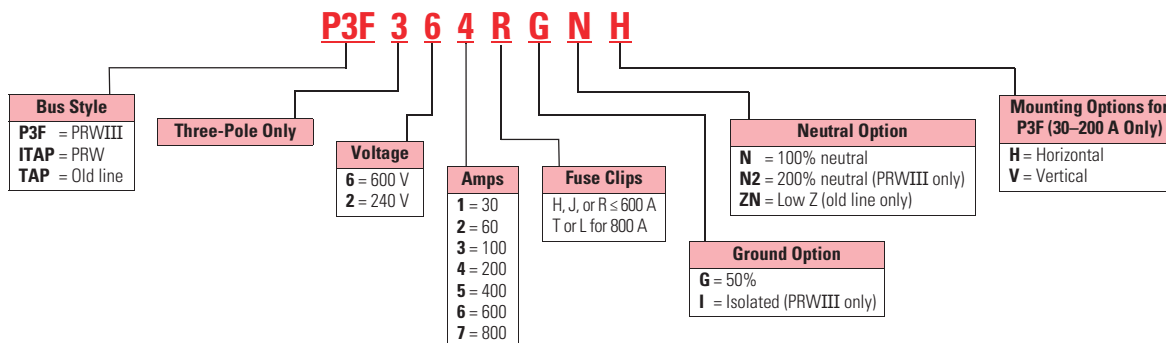 P3F 3 6 4 R G N H
Bus Style
P3F = PRWIII
ITAP = PRW
TAP = Old line
Three-Pole Only
Voltage
6 = 600 V
2 = 240 V
Amps
1 = 30
2 = 60
3 = 100
4 = 200
5 = 400
6 = 600
7 = 800
Fuse Clips
H, J, or R ≤ 600 A
T or L for 800 A
Ground Option
G = 50%
I = Isolated (PRWIII only)
Neutral Option
N = 100% neutral
N2 = 200% neutral (PRWIII only)
ZN = Low Z (old line only)
Mounting Options for
P3F (30–200 A Only)
H = Horizontal
V = Vertical